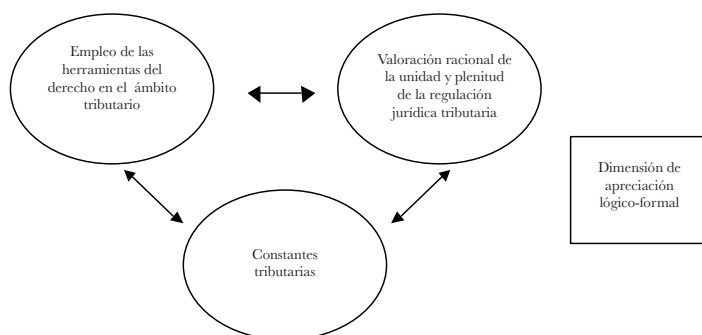 Empleo de las
herramientas del
derecho en el ámbito
tributario
Valoración racional de
la unidad y plenitud
de la regulación
jurídica tributaria
Dimensión de
apreciación
lógico-formal
Constantes
tributarias